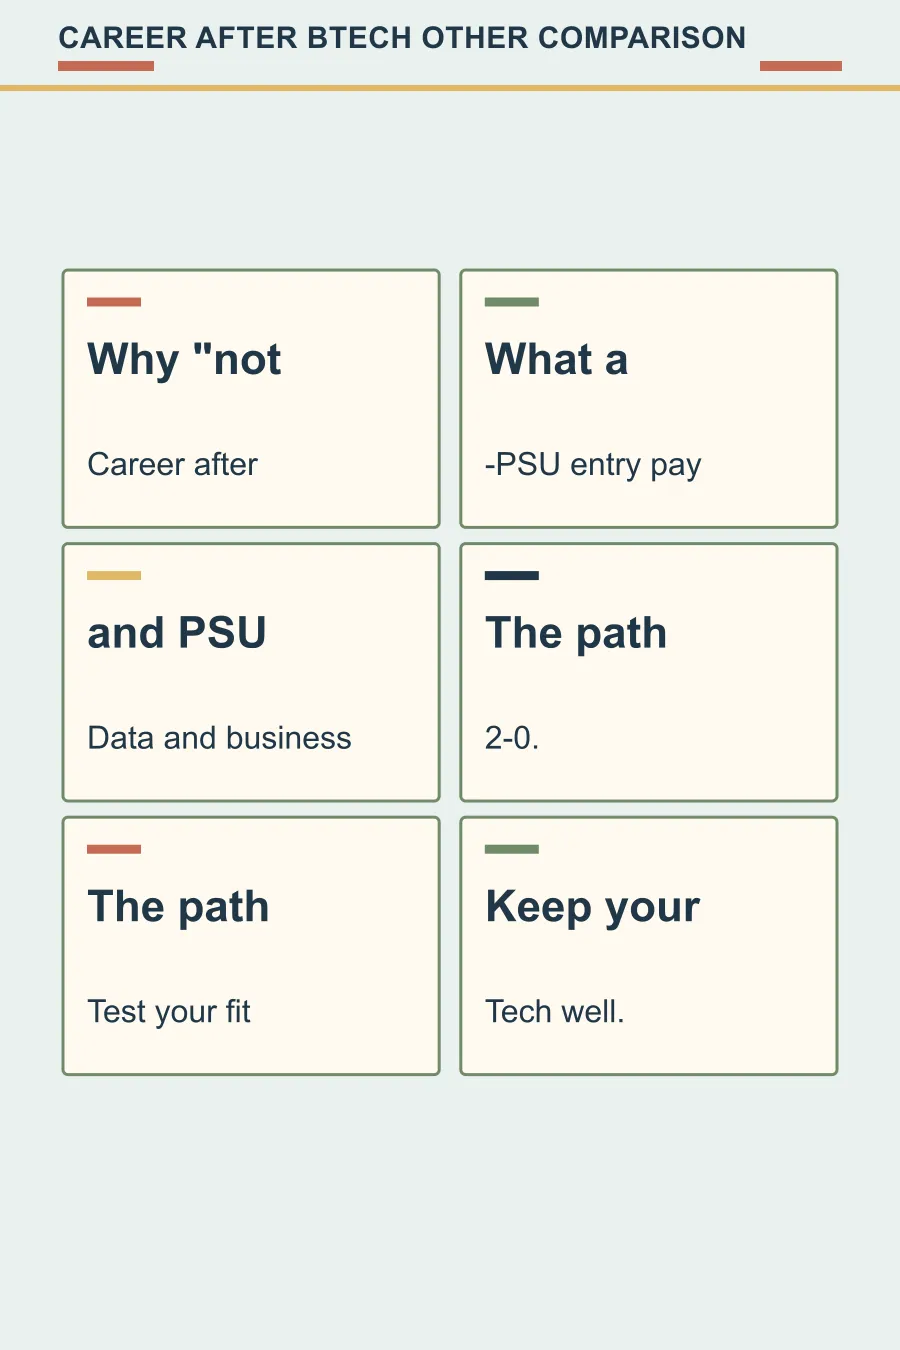 CAREER AFTER BTECH OTHER COMPARISON
Why "not
Career after
What a
-PSU entry pay
and PSU
Data and business
The path
2-0.
The path
Test your fit
Keep your
Tech well.